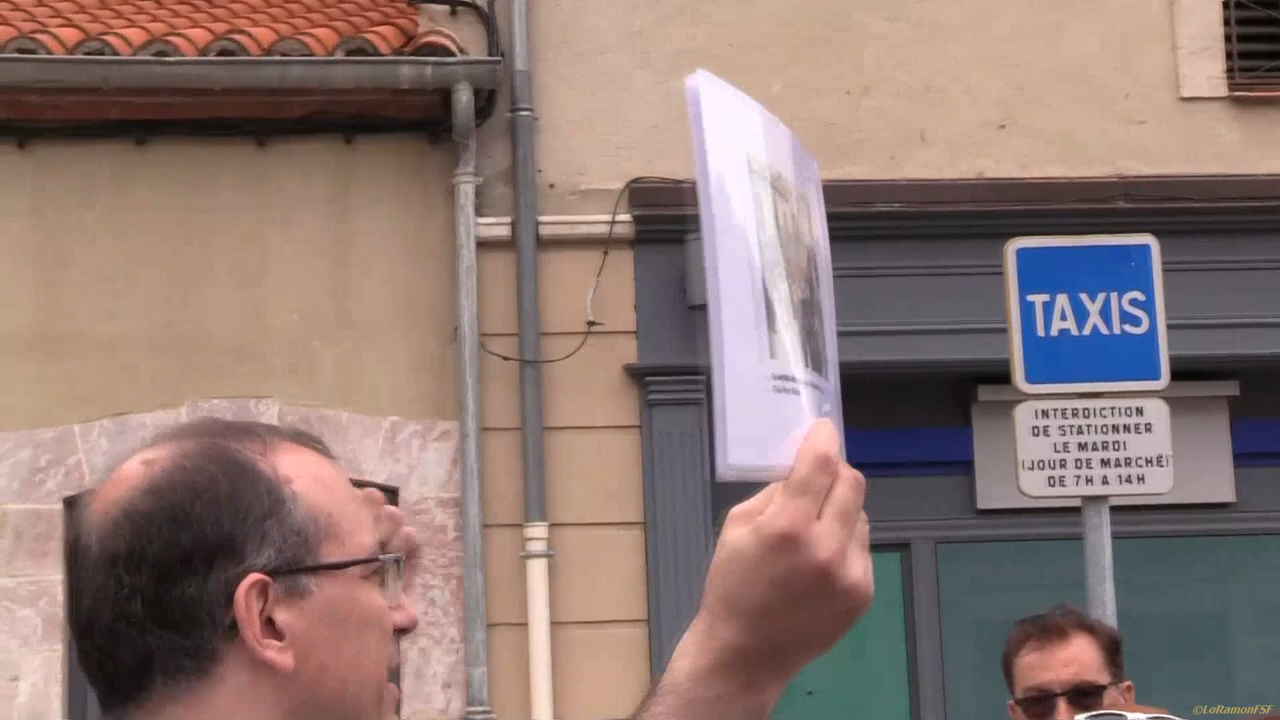 TAXIS
INTERDICTION
DE STATIONNER
LE MARDI
(JOUR DE MARCHÉ)
DE 7H A 14H
©LoRamonFSF